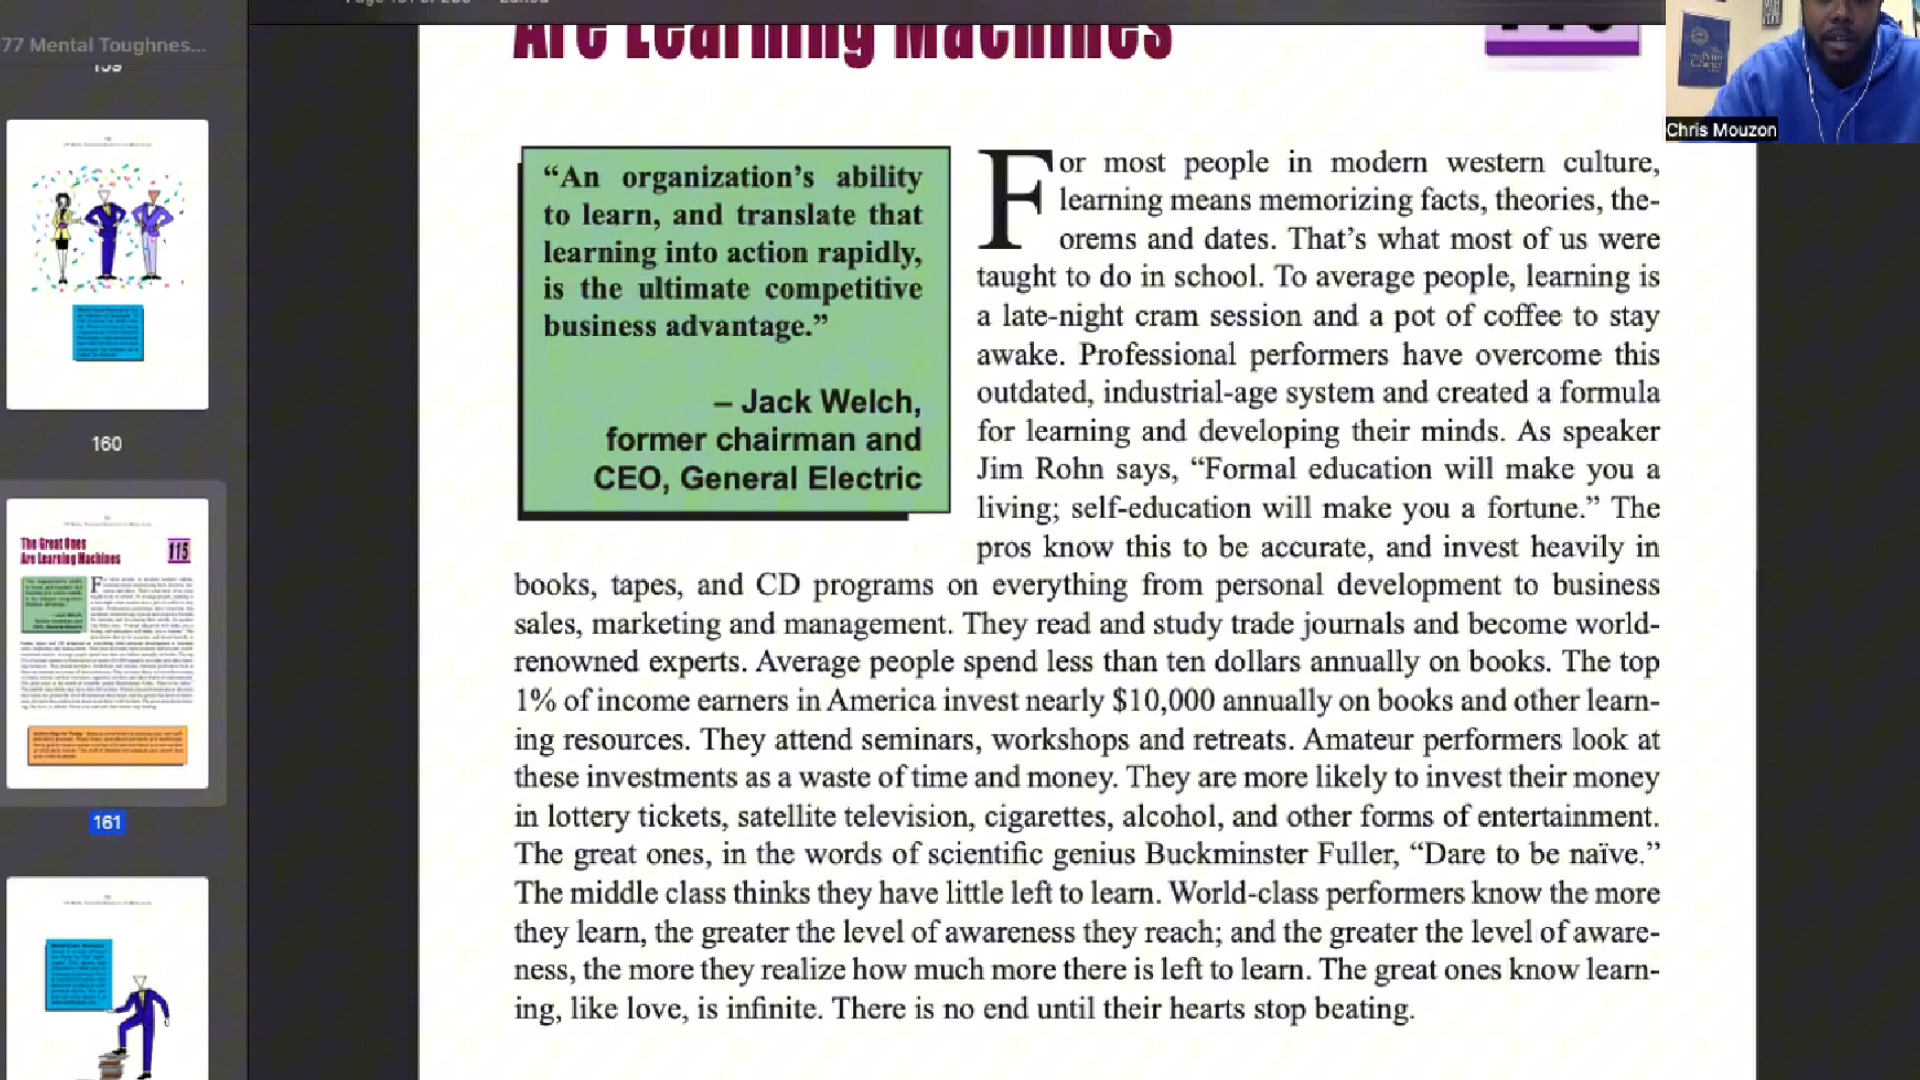 77 Mental Toughnes...
159
160
The Great Ones
Are Learning Machines
115
161
Are Learning Machines
115
“An organization’s ability
to learn, and translate that
learning into action rapidly,
is the ultimate competitive
business advantage.”
– Jack Welch,
former chairman and
CEO, General Electric
For most people in modern western culture,
learning means memorizing facts, theories, the-
orems and dates. That’s what most of us were
taught to do in school. To average people, learning is
a late-night cram session and a pot of coffee to stay
awake. Professional performers have overcome this
outdated, industrial-age system and created a formula
for learning and developing their minds. As speaker
Jim Rohn says, “Formal education will make you a
living; self-education will make you a fortune.” The
pros know this to be accurate, and invest heavily in
books, tapes, and CD programs on everything from personal development to business
sales, marketing and management. They read and study trade journals and become world-
renowned experts. Average people spend less than ten dollars annually on books. The top
1% of income earners in America invest nearly $10,000 annually on books and other learn-
ing resources. They attend seminars, workshops and retreats. Amateur performers look at
these investments as a waste of time and money. They are more likely to invest their money
in lottery tickets, satellite television, cigarettes, alcohol, and other forms of entertainment.
The great ones, in the words of scientific genius Buckminster Fuller, “Dare to be naïve.”
The middle class thinks they have little left to learn. World-class performers know the more
they learn, the greater the level of awareness they reach; and the greater the level of aware-
ness, the more they realize how much more there is left to learn. The great ones know learn-
ing, like love, is infinite. There is no end until their hearts stop beating.
Chris Mouzon